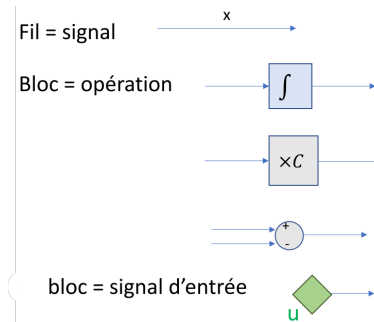 x
Fil = signal
Bloc = opération
∫
×C
+
-
bloc = signal d'entrée
u